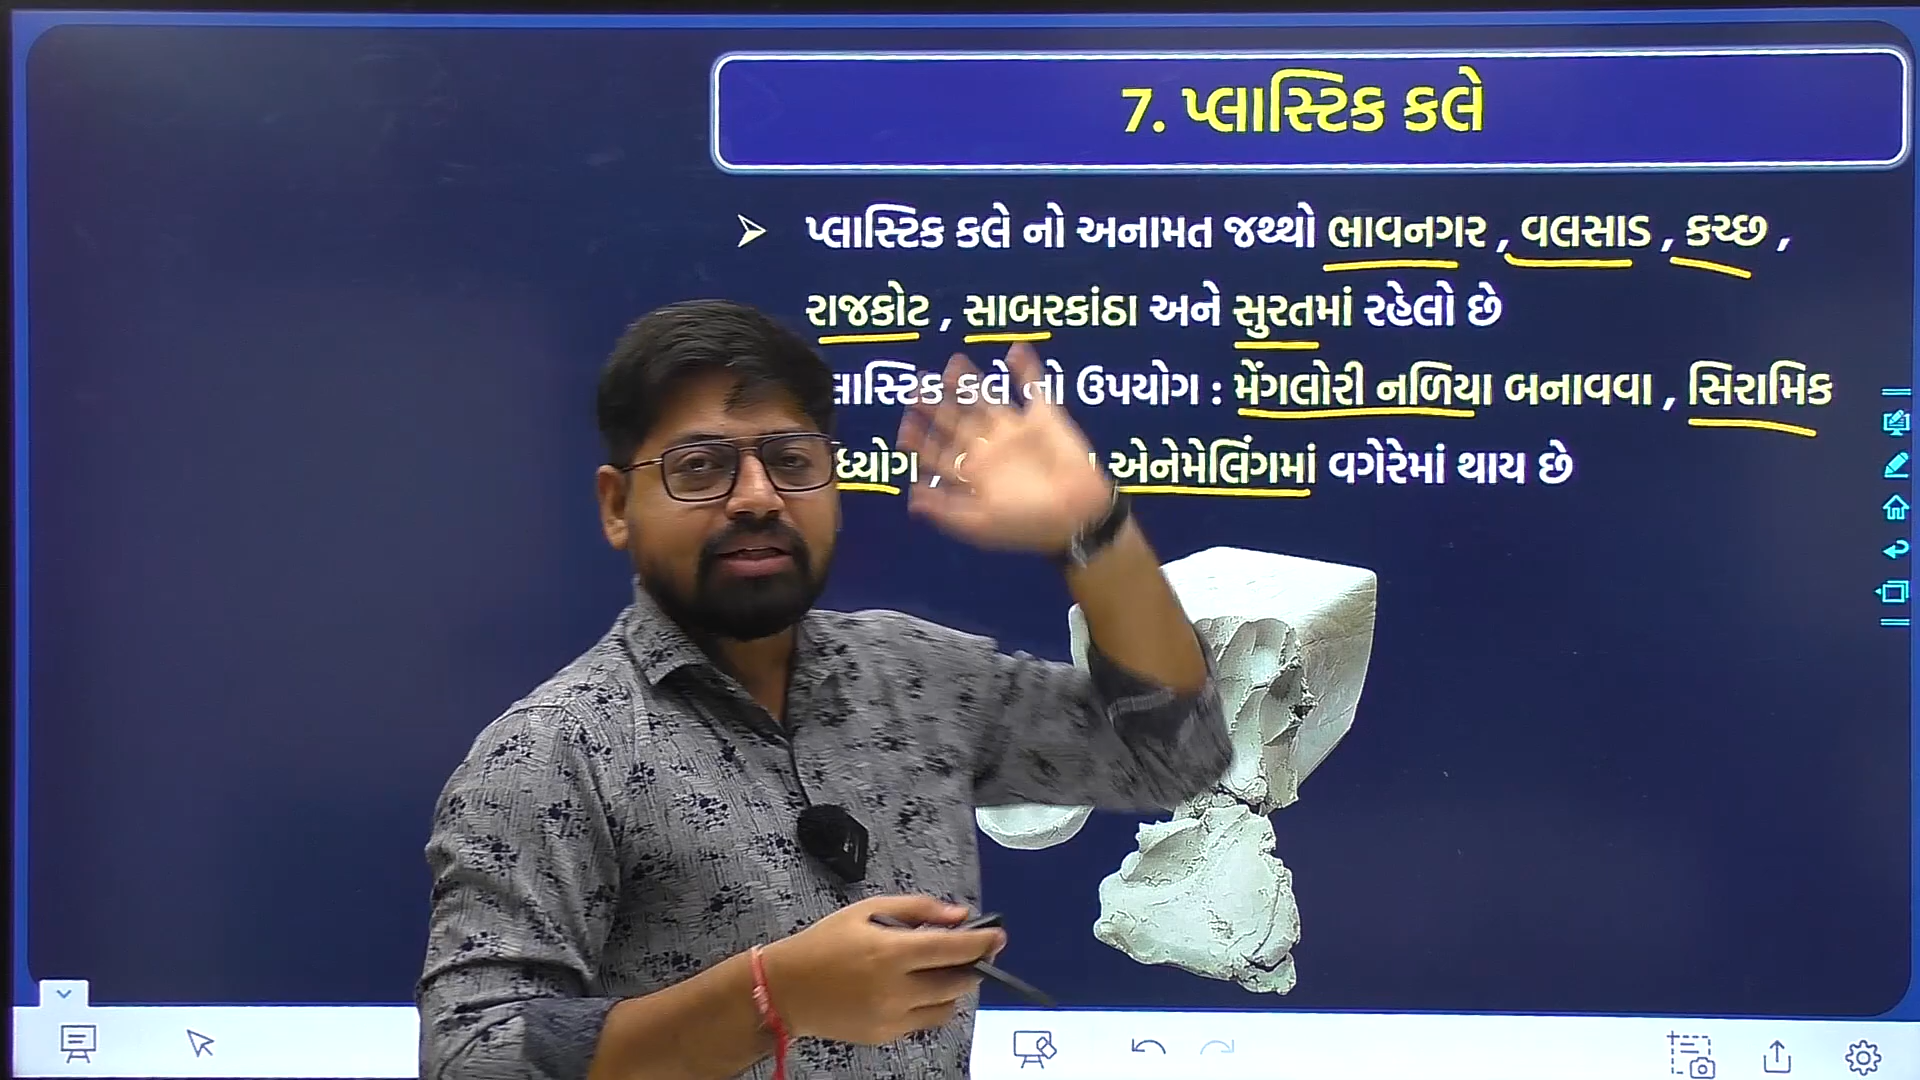 7. પ્લાસ્ટિક કલે
પ્લાસ્ટિક કલે નો અનામત જથ્થો ભાવનગર , વલસાડ , કચ્છ ,
રાજકોટ , સાબરકાંઠા અને સુરતમાં રહેલો છે
કલે નો ઉપયોગ : મેંગલોરી નળિયા બનાવવા , સિરામિક
, એનેમેલિંગમાં વગેરેમાં થાય છે